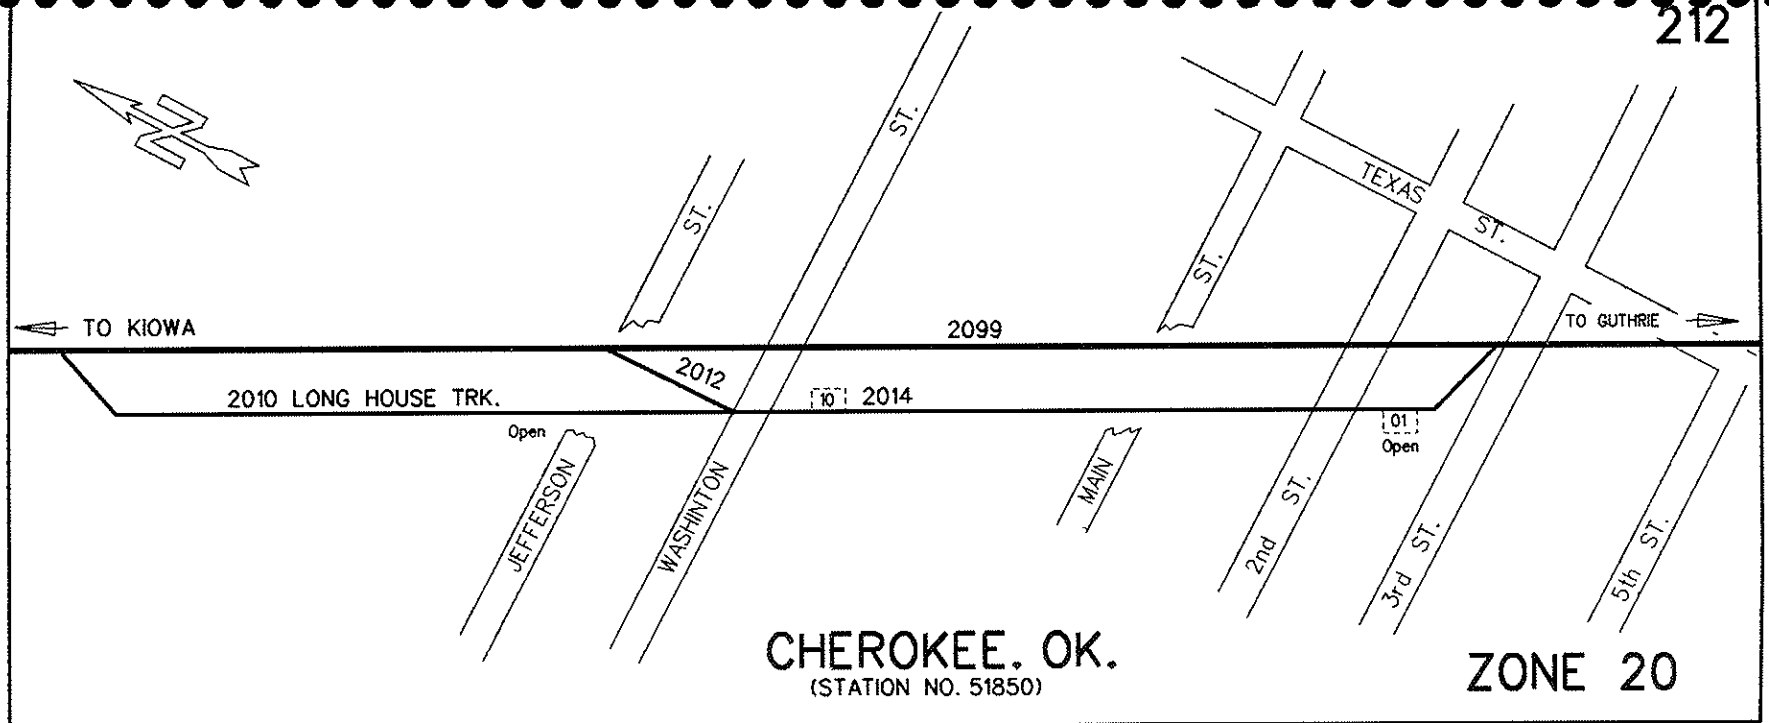 212
N
ST.
ST.
TEXAS ST.
ST.
TO KIOWA
2099
TO GUTHRIE
2010 LONG HOUSE TRK.
2012
10
2014
01
Open
Open
JEFFERSON
WASHINTON
MAIN
2nd ST.
3rd ST.
5th ST.
CHEROKEE, OK.
(STATION NO. 51850)
ZONE 20